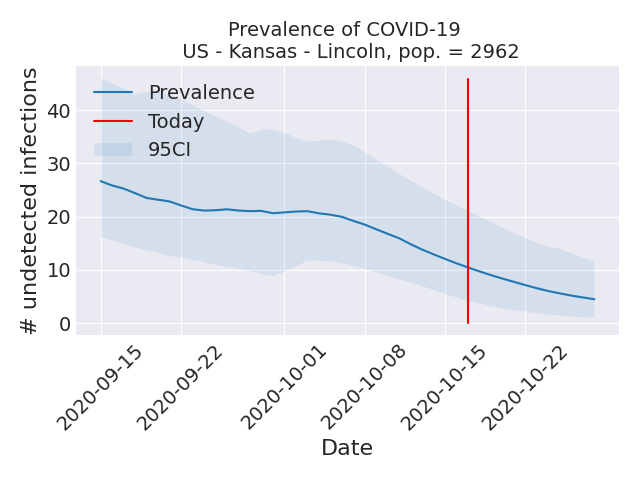 Prevalence of COVID-19
US - Kansas - Lincoln, pop. = 2962
# undetected infections
40
30
20
10
0
Prevalence
Today
95CI
2020-09-15
2020-09-22
2020-10-01
2020-10-08
2020-10-15
2020-10-22
Date